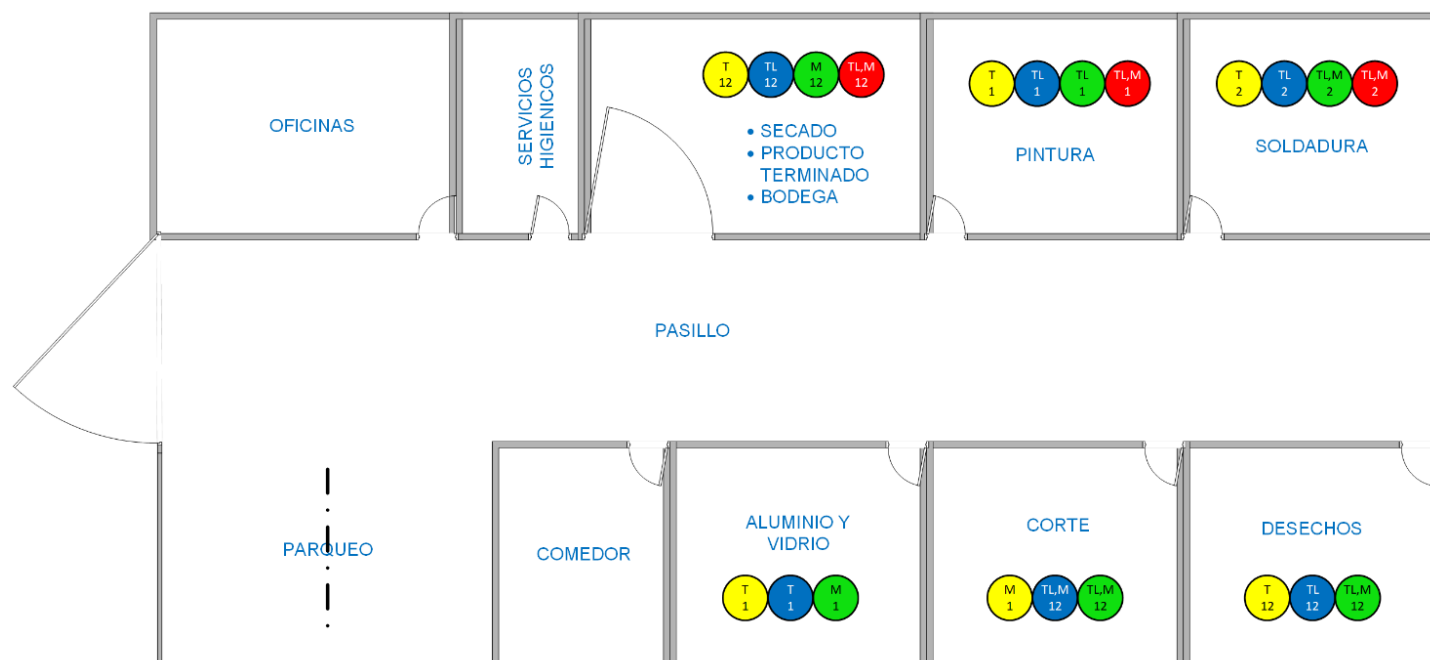 T
12
TL
12
M
12
TL,M
12
T
1
TL
1
TL
1
TL,M
1
T
2
TL
2
TL,M
2
TL,M
2
OFICINAS
SERVICIOS
HIGIENICOS
• SECADO
• PRODUCTO
TERMINADO
• BODEGA
PINTURA
SOLDADURA
PASILLO
PARQUEO
COMEDOR
ALUMINIO Y
VIDRIO
CORTE
DESECHOS
T
1
T
1
M
1
M
1
TL,M
12
TL,M
12
T
12
TL
12
TL,M
12